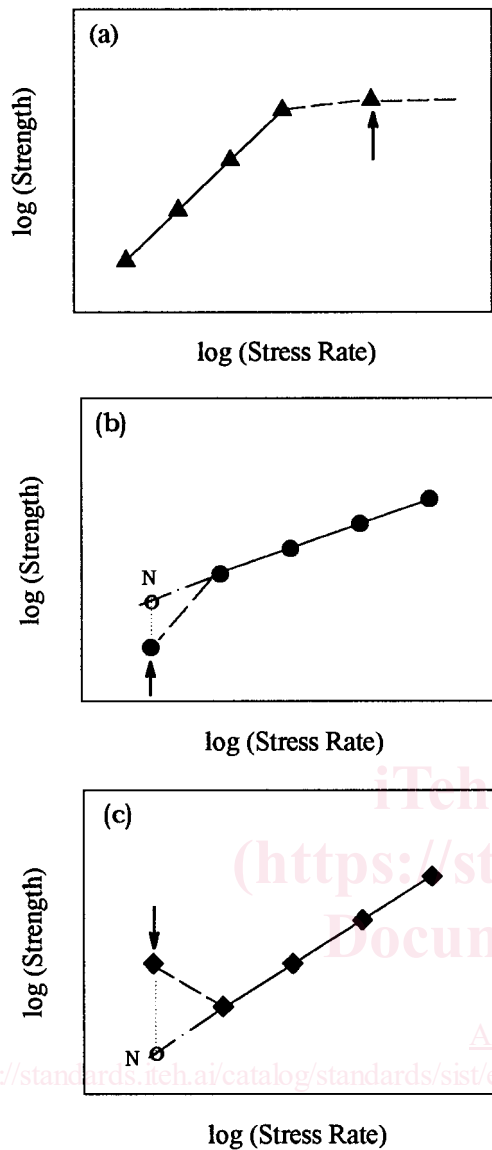 (a)
log (Strength)
log (Stress Rate)
(b)
log (Strength)
N
log (Stress Rate)
(c)
log (Strength)
N
log (Stress Rate)
iTeh
(https://st
Docum
A
://standards.iteh.ai/catalog/standards/sist/